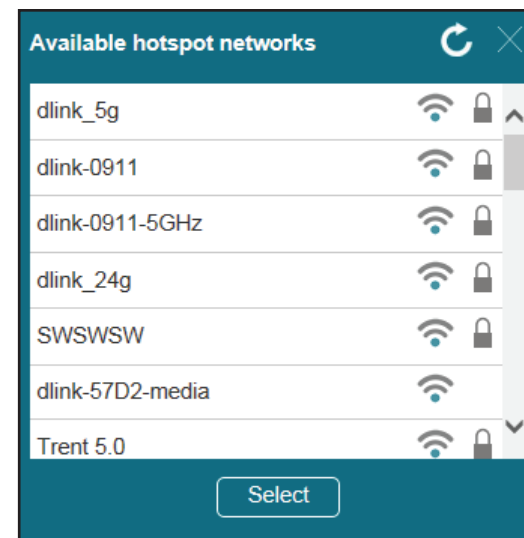 Available hotspot networks
dlink_5g
dlink-0911
dlink-0911-5GHz
dlink_24g
SWSWSW
dlink-57D2-media
Trent 5.0
Select